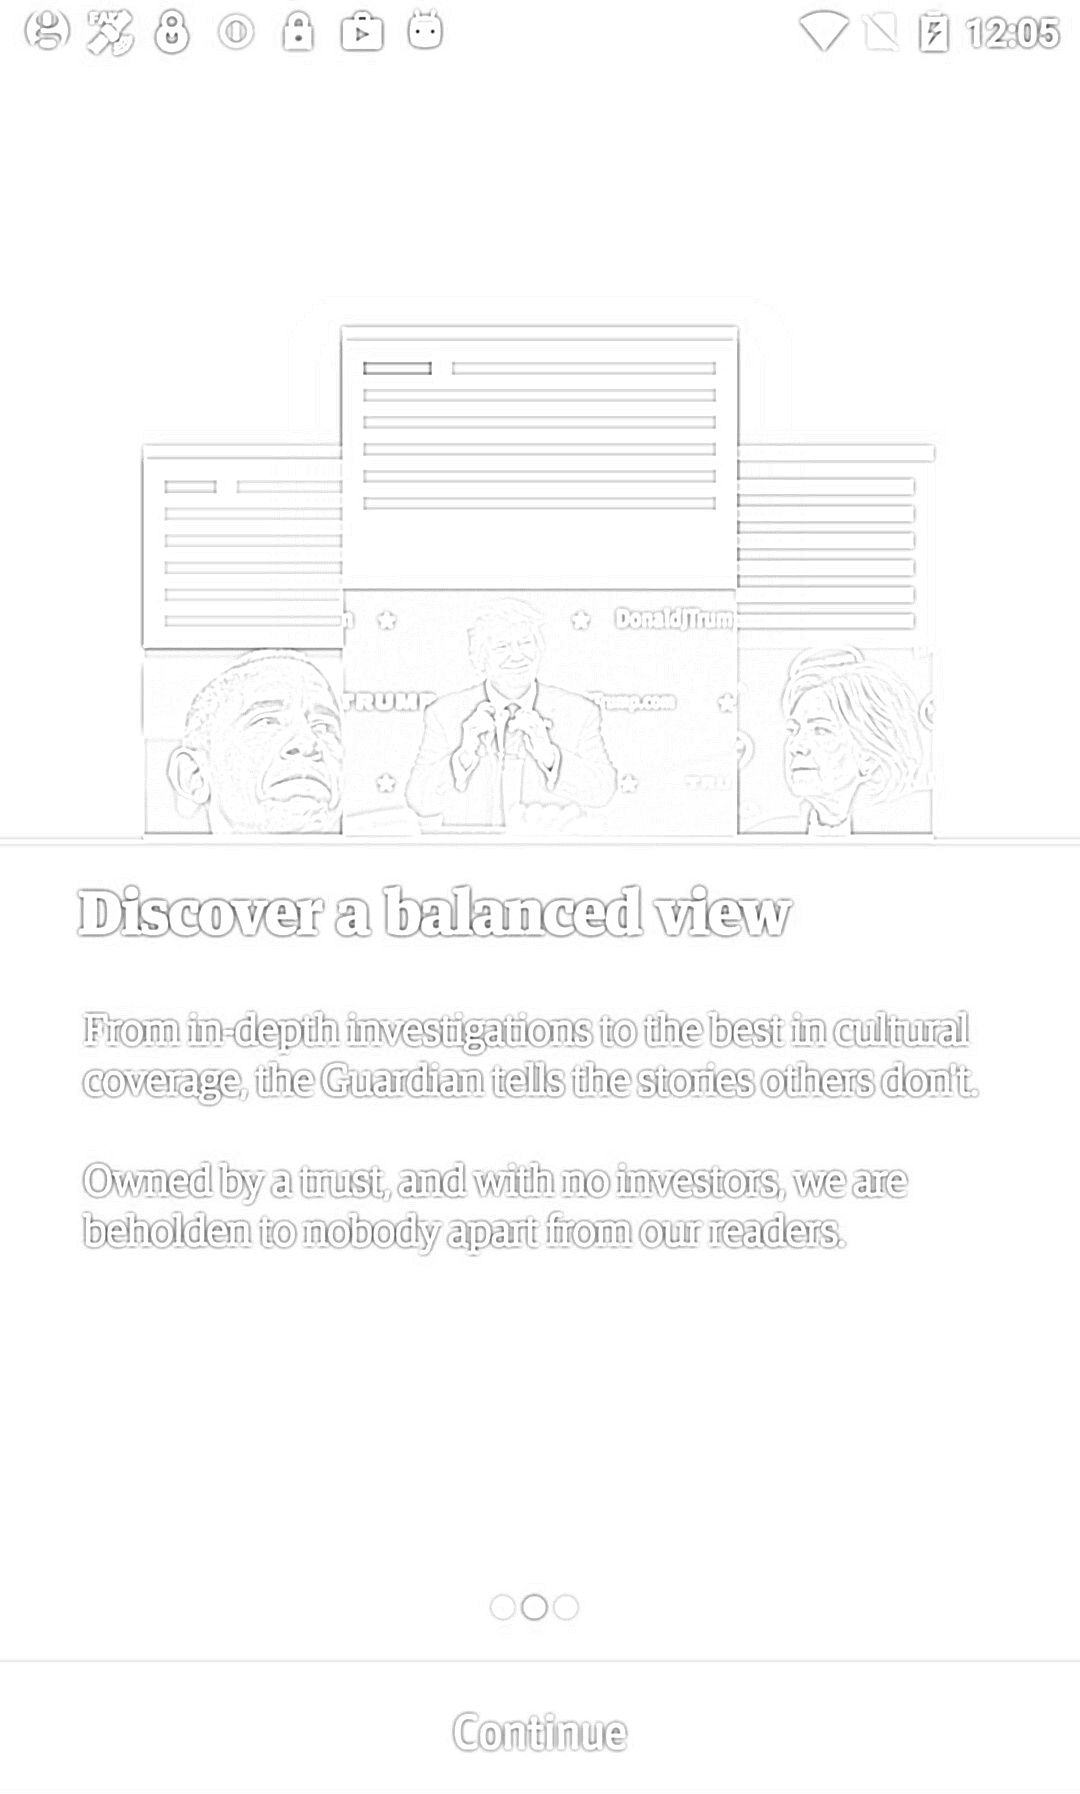 12:05
DonaldJTrum
TRUMP
Trump.com
TRU
Discover a balanced view
From in-depth investigations to the best in cultural
coverage, the Guardian tells the stories others don't.
Owned by a trust, and with no investors, we are
beholden to nobody apart from our readers.
Continue